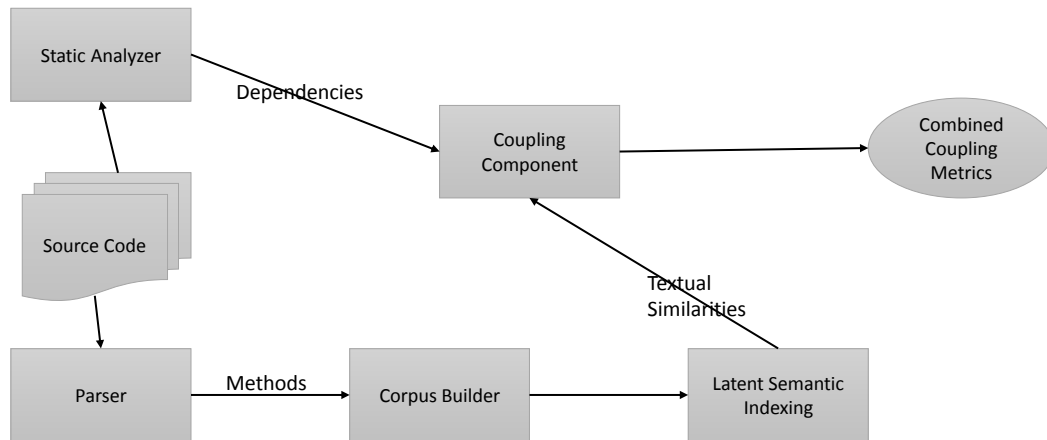 Static Analyzer
Dependencies
Coupling
Component
Combined
Coupling
Metrics
Source Code
Textual
Similarities
Parser
Methods
Corpus Builder
Latent Semantic
Indexing